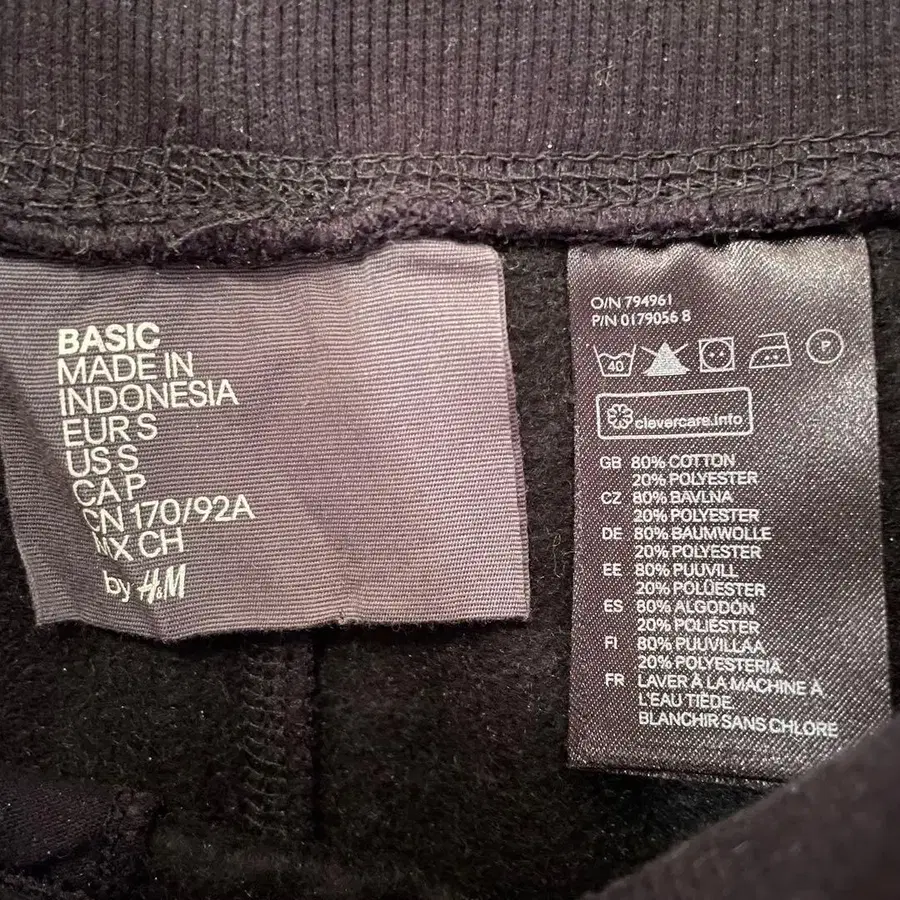 BASIC
MADE IN
INDONESIA
EUR S
US S
CA P
CN 170/92A
MX CH
by H&M
O/N 794961
P/N 0179056 8
40
P
clevercare.info
GB 80% COTTON
20% POLYESTER
CZ 80% BAVLNA
20% POLYESTER
DE 80% BAUMWOLLE
20% POLYESTER
EE 80% PUUVILL
20% POLÜESTER
ES 80% ALGODÓN
20% POLIÉSTER
FI 80% PUUVILLAA
20% POLYESTERIA
FR LAVER À LA MACHINE À
L'EAU TIÈDE.
BLANCHIR SANS CHLORE